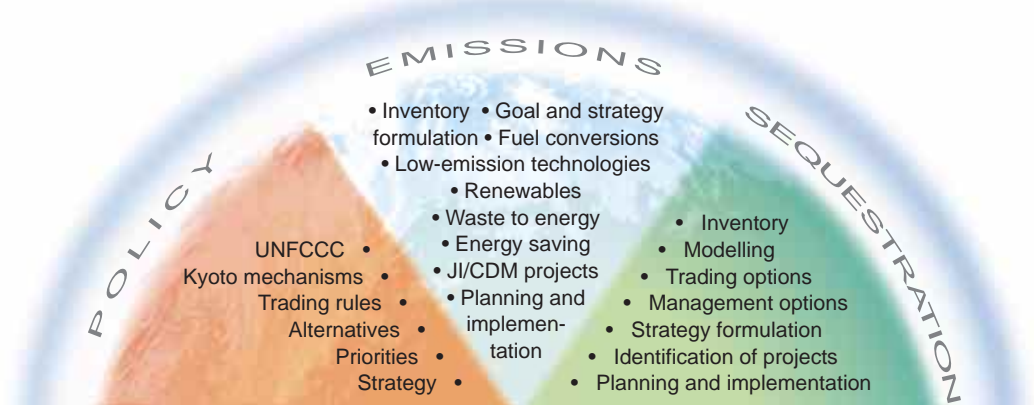 EMISSIONS
• Inventory • Goal and strategy
formulation • Fuel conversions
• Low-emission technologies
• Renewables
• Waste to energy
• Energy saving
• JI/CDM projects
• Planning and
implemen-
tation
POLICY
UNFCCC •
Kyoto mechanisms •
Trading rules •
Alternatives •
Priorities •
Strategy •
SEQUESTRATION
• Inventory
• Modelling
• Trading options
• Management options
• Strategy formulation
• Identification of projects
• Planning and implementation